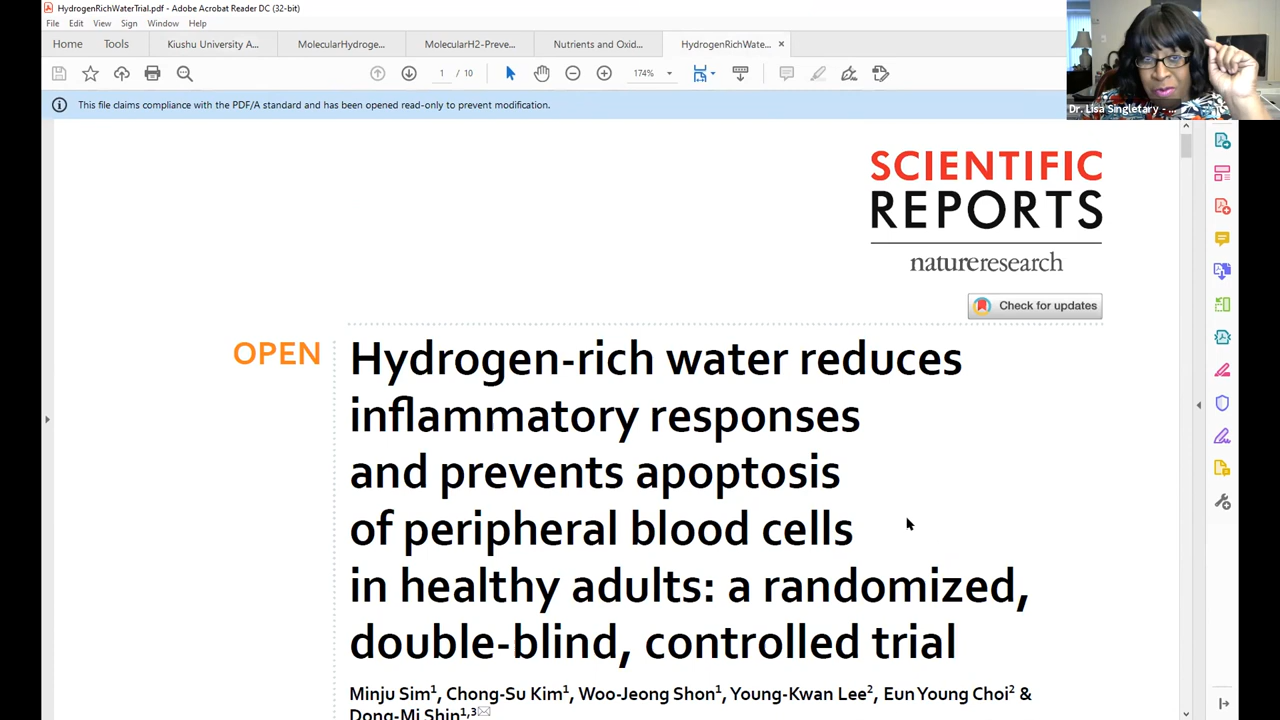 HydrogenRichWaterTrial.pdf - Adobe Acrobat Reader DC (32-bit)
File Edit View Sign Window Help
Home Tools Kiushu University A... MolecularHydroge... MolecularH2-Preve... Nutrients and Oxid... HydrogenRichWate... ×
1 / 10 174%
This file claims compliance with the PDF/A standard and has been opened read-only to prevent modification.
Dr. Lisa Singletary - ...
SCIENTIFIC
REPORTS
natureresearch
Check for updates
OPEN
Hydrogen-rich water reduces
inflammatory responses
and prevents apoptosis
of peripheral blood cells
in healthy adults: a randomized,
double-blind, controlled trial
Minju Sim1, Chong-Su Kim1, Woo-Jeong Shon1, Young-Kwan Lee2, Eun Young Choi2 &
Dong-Mi Shin1,3✉